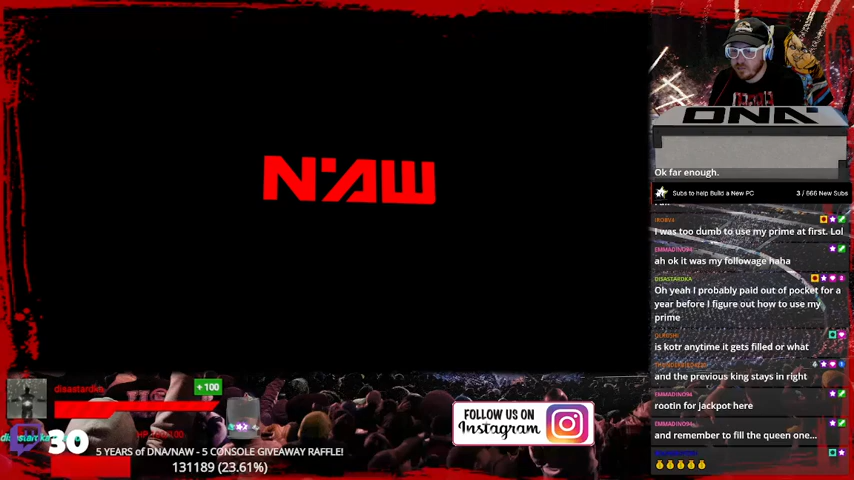 N'AW
DNA
Ok far enough.
Subs to help Build a New PC
3 / 666 New Subs
I was too dumb to use my prime at first. Lol
EMMADINO94
ah ok it was my followage haha
DISASTARDKA
Oh yeah I probably paid out of pocket for a
year before I figure out how to use my
prime
is kotr anytime it gets filled or what
and the previous king stays in right
EMMADINO94
rootin for jackpot here
EMMADINO94
and remember to fill the queen one...
disastardka
+ 100
30
FOLLOW US ON
Instagram
5 YEARS of DNA/NAW - 5 CONSOLE GIVEAWAY RAFFLE!
131189 (23.61%)